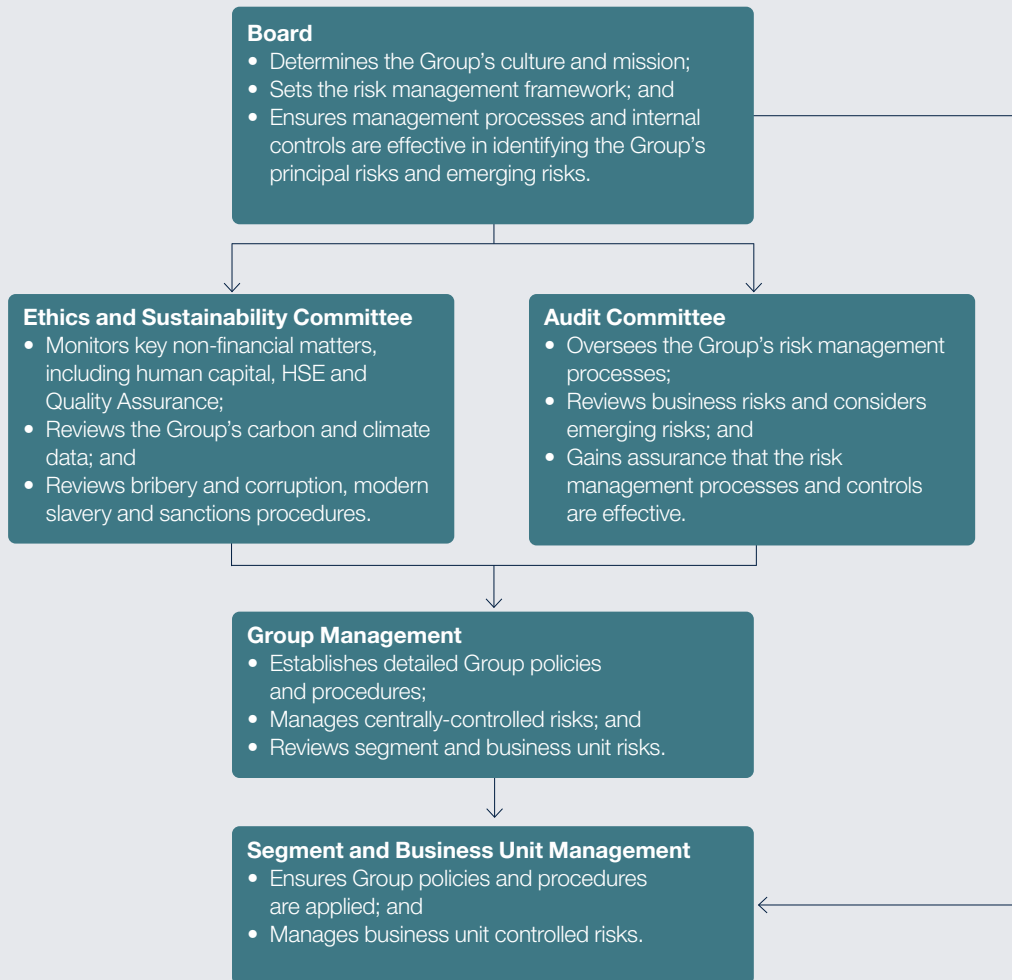 Board
• Determines the Group’s culture and mission;
• Sets the risk management framework; and
• Ensures management processes and internal
controls are effective in identifying the Group’s
principal risks and emerging risks.
Ethics and Sustainability Committee
• Monitors key non-financial matters,
including human capital, HSE and
Quality Assurance;
• Reviews the Group’s carbon and climate
data; and
• Reviews bribery and corruption, modern
slavery and sanctions procedures.
Audit Committee
• Oversees the Group’s risk management
processes;
• Reviews business risks and considers
emerging risks; and
• Gains assurance that the risk
management processes and controls
are effective.
Group Management
• Establishes detailed Group policies
and procedures;
• Manages centrally-controlled risks; and
• Reviews segment and business unit risks.
Segment and Business Unit Management
• Ensures Group policies and procedures
are applied; and
• Manages business unit controlled risks.